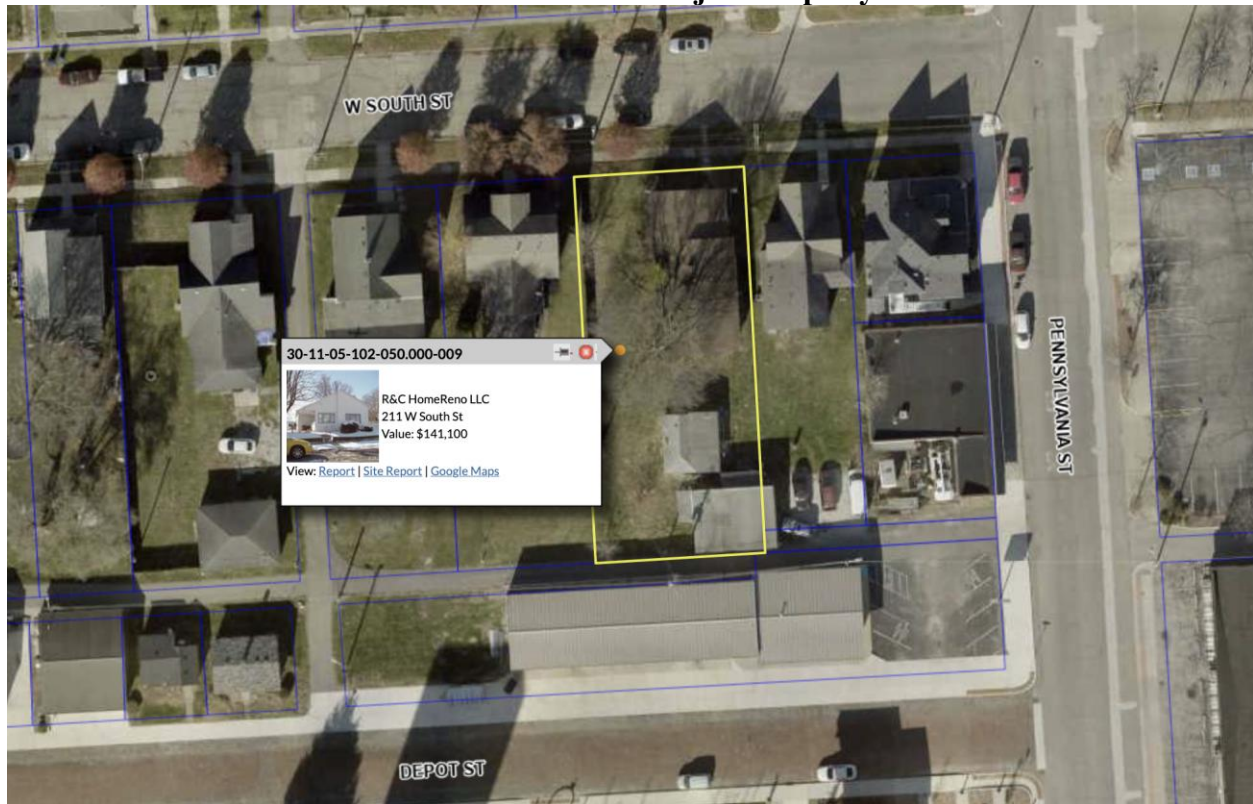 W SOUTH ST
30-11-05-102-050.000-009
R&C HomeReno LLC
211 W South St
Value: $141,100
View: Report | Site Report | Google Maps
PENNSYLVANIA ST
DEPOT ST